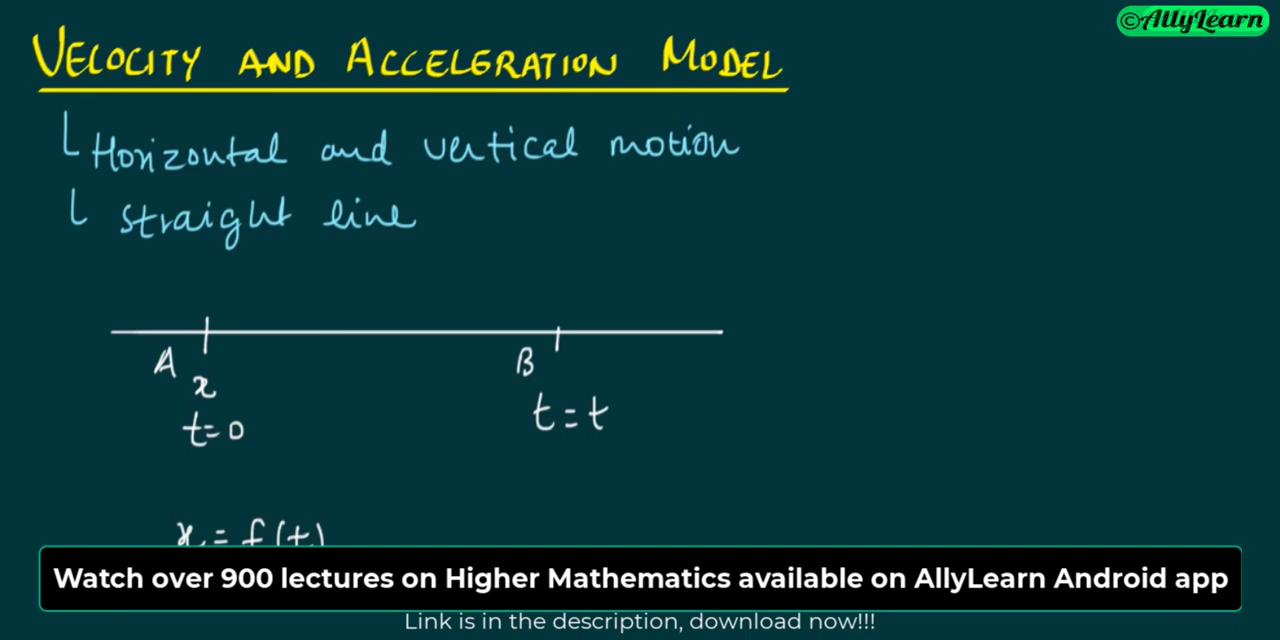 ©AllyLearn
VELOCITY AND ACCELERATION MODEL
Horizontal and vertical motion
straight line
A B
x
t=0 t=t
x = f(t)
Watch over 900 lectures on Higher Mathematics available on AllyLearn Android app
Link is in the description, download now!!!